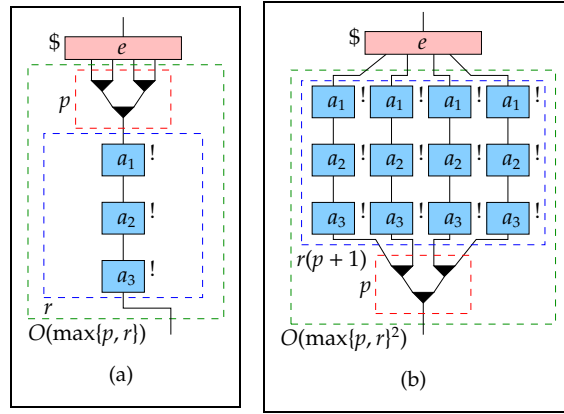 $ e
p
a1 !
a2 !
a3 !
r
O(max{p, r})
(a)
$ e
a1 ! a1 ! a1 ! a1 !
a2 ! a2 ! a2 ! a2 !
a3 ! a3 ! a3 ! a3 !
r(p + 1)
p
O(max{p, r}²)
(b)